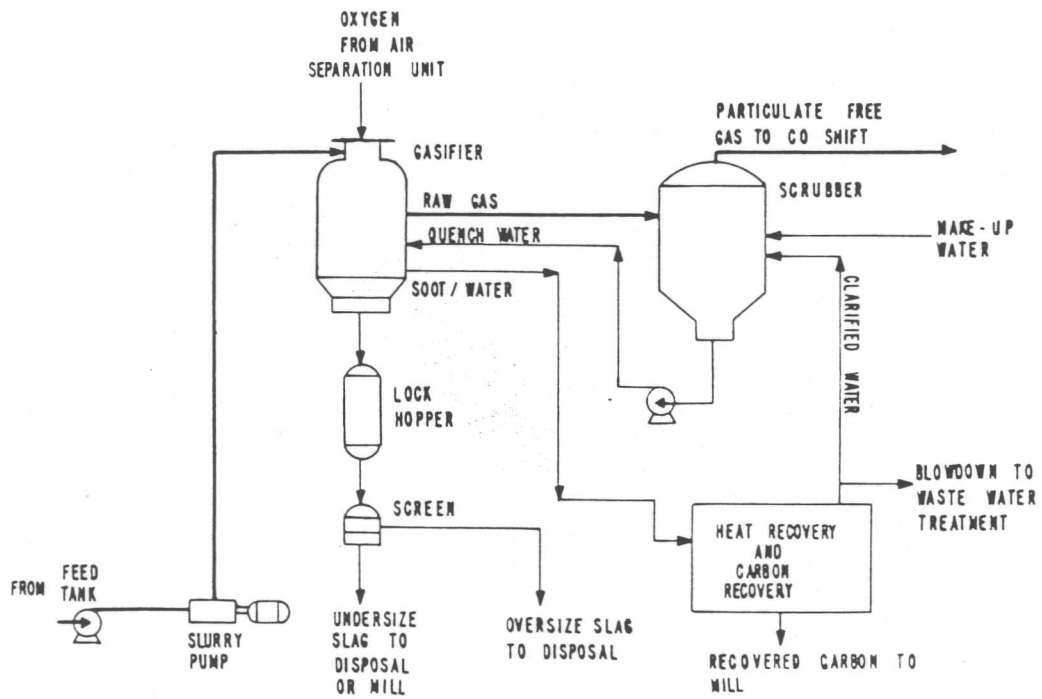 OXYGEN
FROM AIR
SEPARATION UNIT
PARTICULATE FREE
GAS TO CO SHIFT
GASIFIER
SCRUBBER
RAW GAS
QUENCH WATER
MAKE-UP
WATER
SOOT/WATER
CLARIFIED WATER
LOCK
HOPPER
BLOWDOWN TO
WASTE WATER
TREATMENT
SCREEN
HEAT RECOVERY
AND
CARBON
RECOVERY
FROM FEED
TANK
SLURRY
PUMP
UNDERSIZE
SLAG TO
DISPOSAL
OR MILL
OVERSIZE SLAG
TO DISPOSAL
RECOVERED CARBON TO
MILL